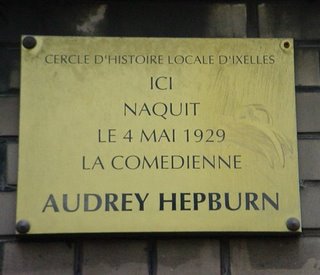 CERCLE D'HISTOIRE LOCALE D'IXELLES
ICI
NAQUIT
LE 4 MAI 1929
LA COMEDIENNE
AUDREY HEPBURN